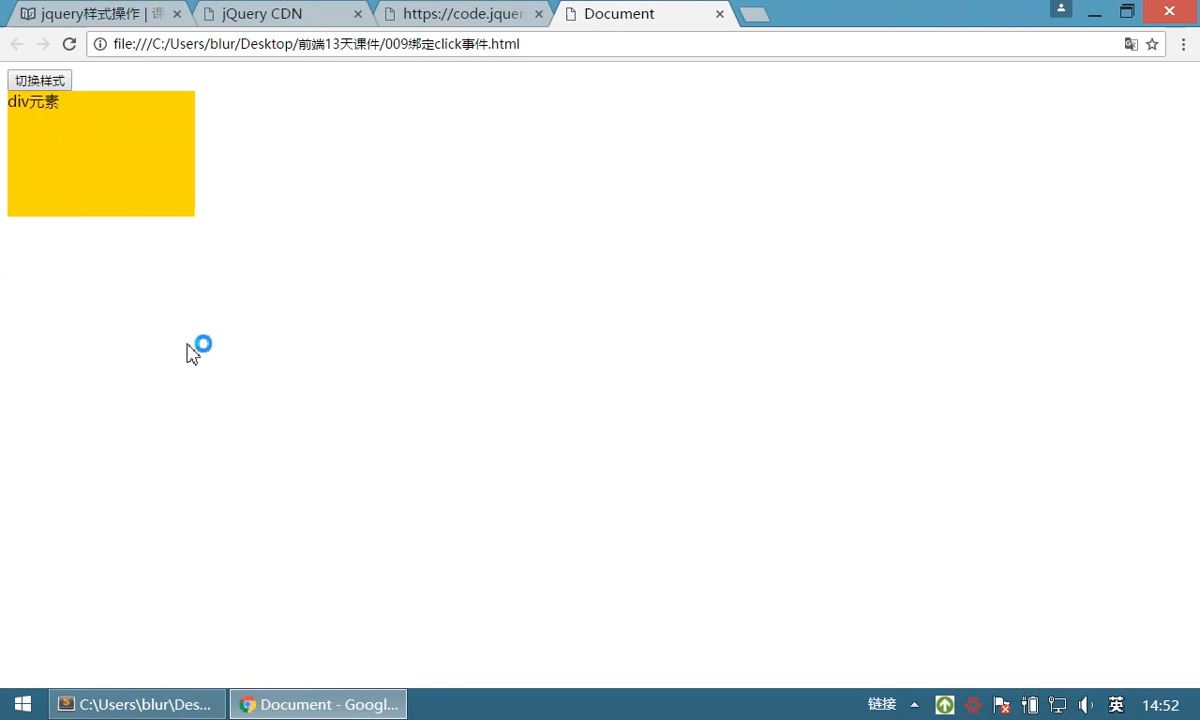 jquery样式操作 | 课
jQuery CDN
https://code.jquer
Document
file:///C:/Users/blur/Desktop/前端13天课件/009绑定click事件.html
切换样式
div元素
C:\Users\blur\Des...
Document - Googl...
链接
英
14:52